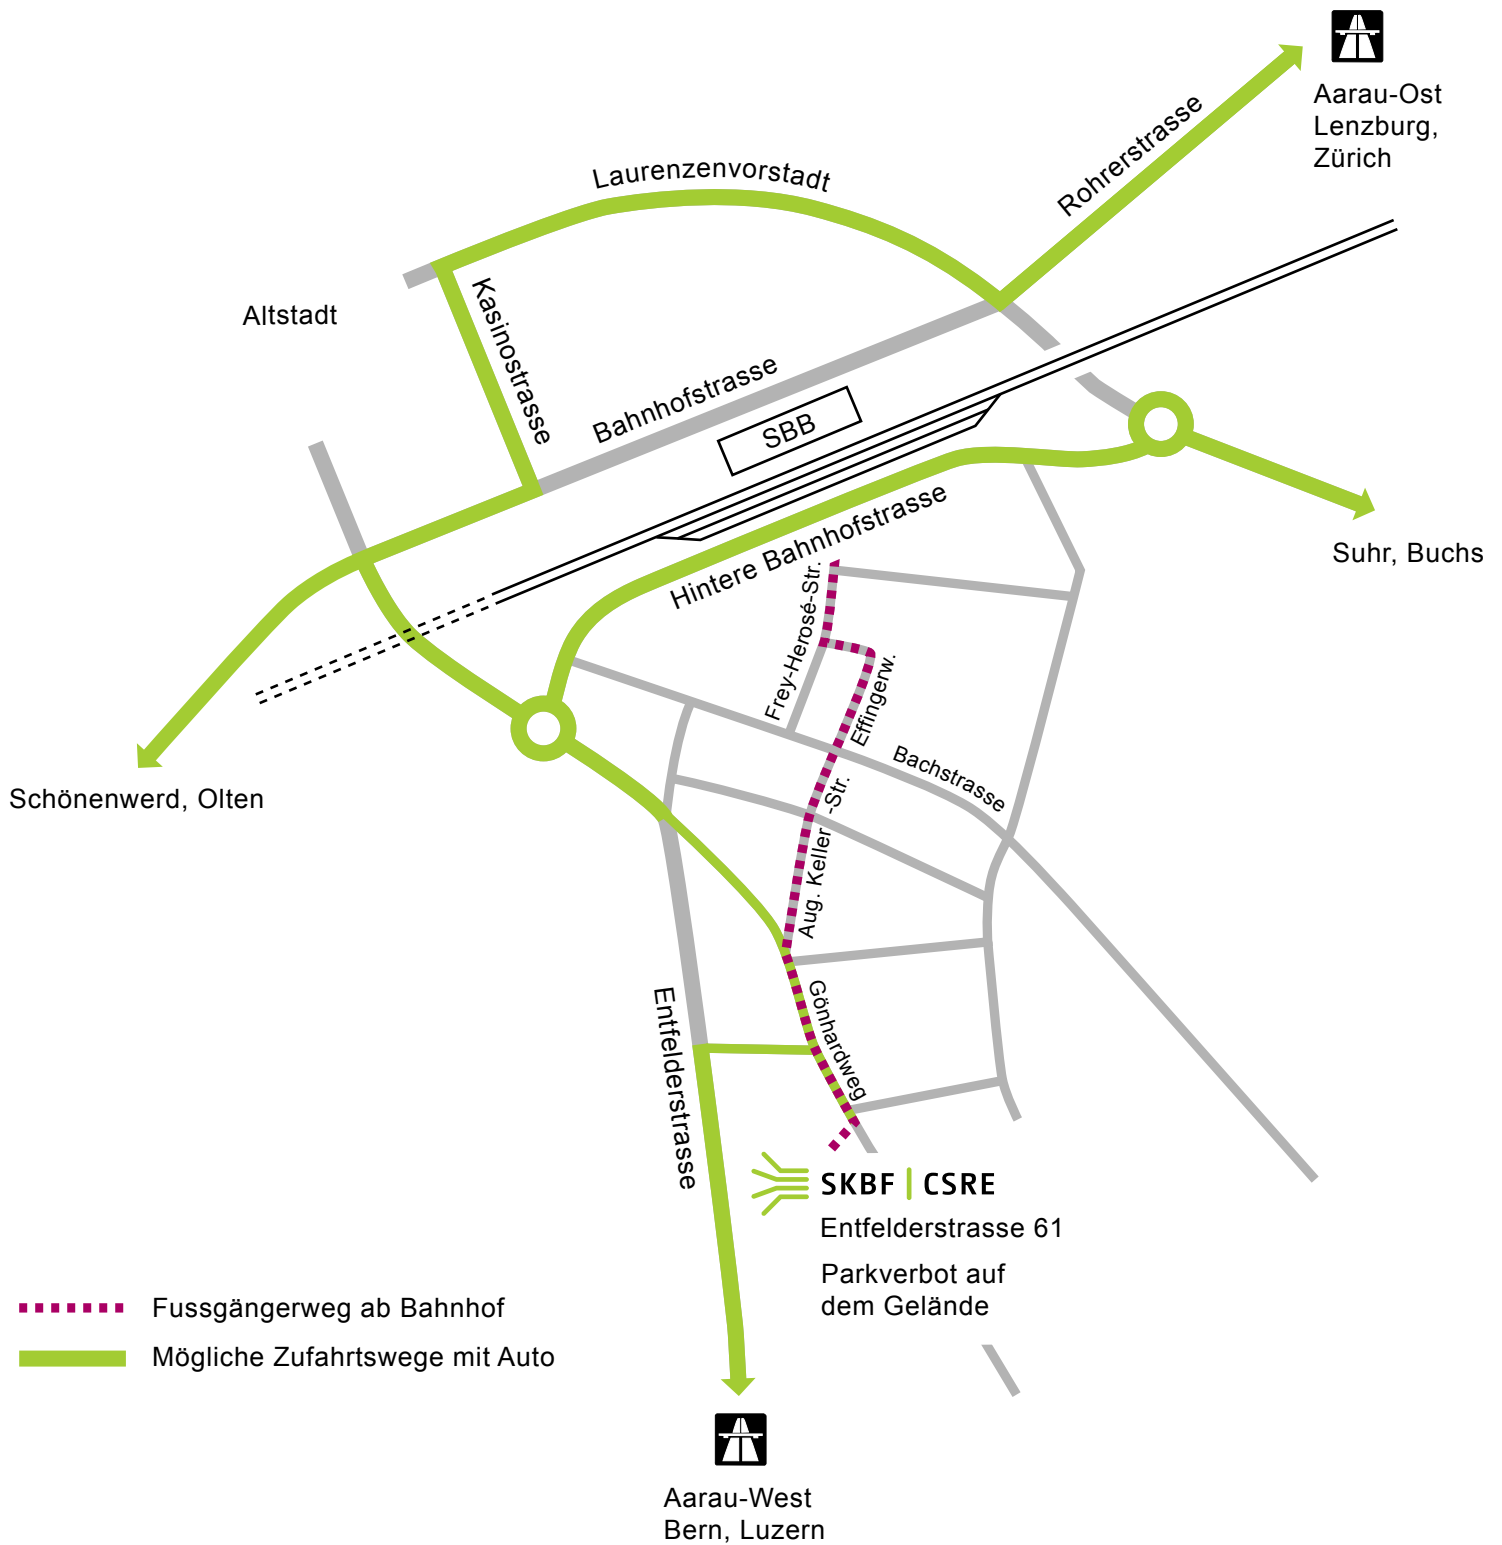 Aarau-Ost
Lenzburg,
Zürich
Rohrerstrasse
Laurenzenvorstadt
Altstadt
Kasinostrasse
Bahnhofstrasse
SBB
Hintere Bahnhofstrasse
Suhr, Buchs
Frey-Herosé-Str.
Effingerw.
Bachstrasse
Schönenwerd, Olten
Aug. Keller -Str.
Gönhardweg
Entfelderstrasse
SKBF | CSRE
Entfelderstrasse 61
Parkverbot auf
dem Gelände
Fussgängerweg ab Bahnhof
Mögliche Zufahrtswege mit Auto
Aarau-West
Bern, Luzern